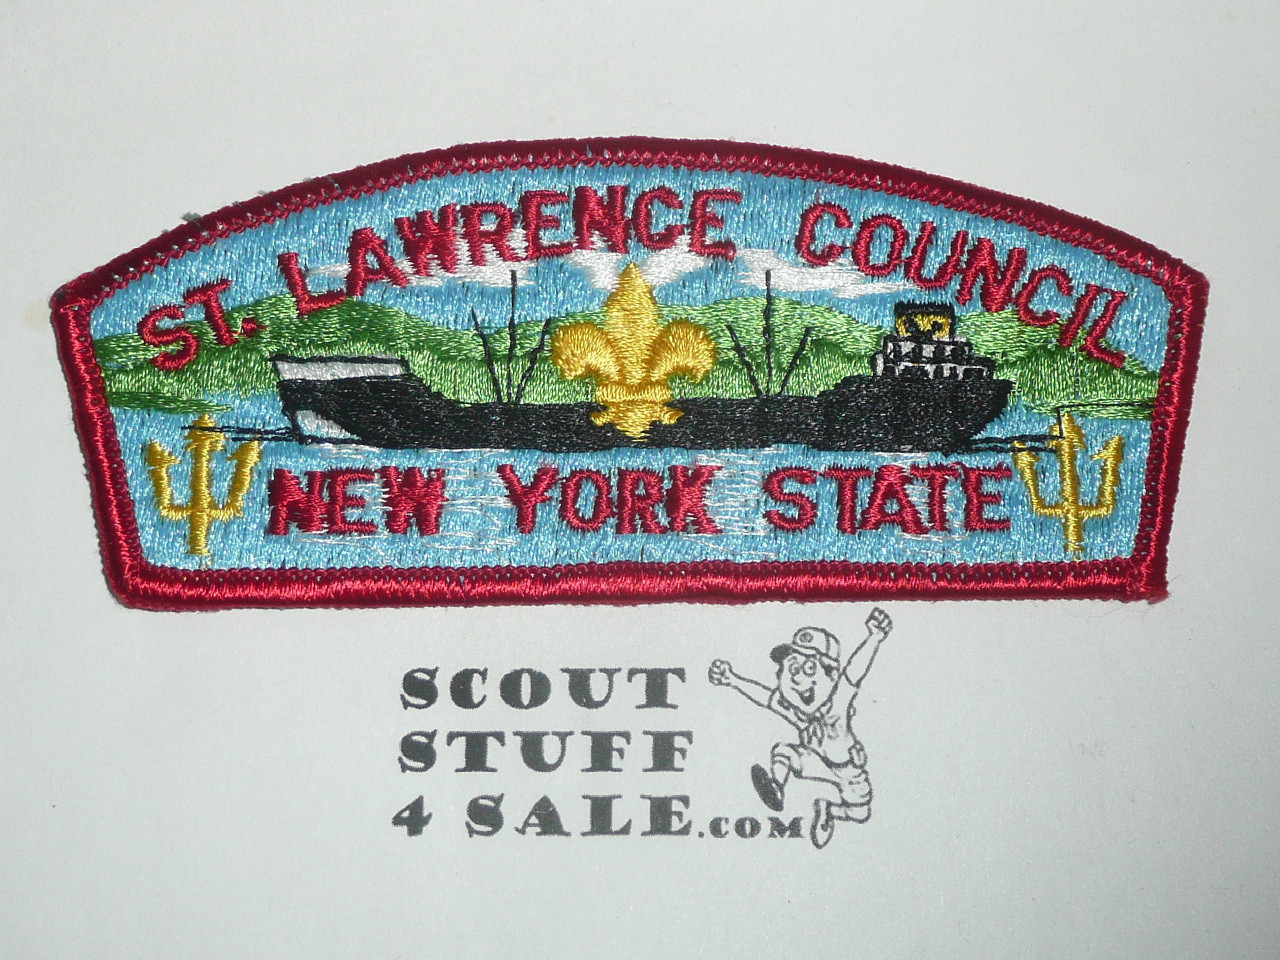 ST. LAWRENCE COUNCIL
NEW YORK STATE
SCOUT
STUFF
4 SALE.COM